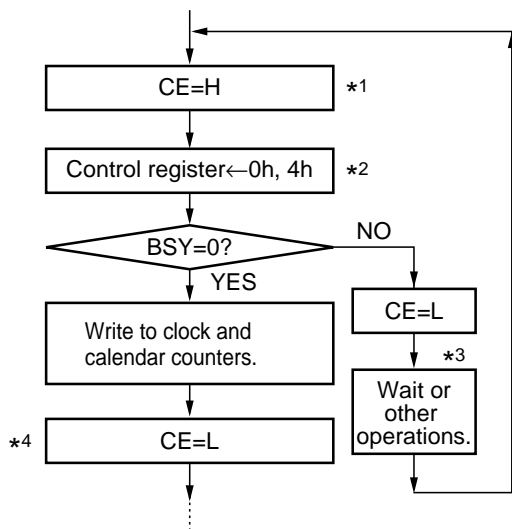 CE=H
*1
Control register←0h, 4h
*2
BSY=0?
NO
YES
Write to clock and
calendar counters.
CE=L
*3
Wait or
other
operations.
*4
CE=L